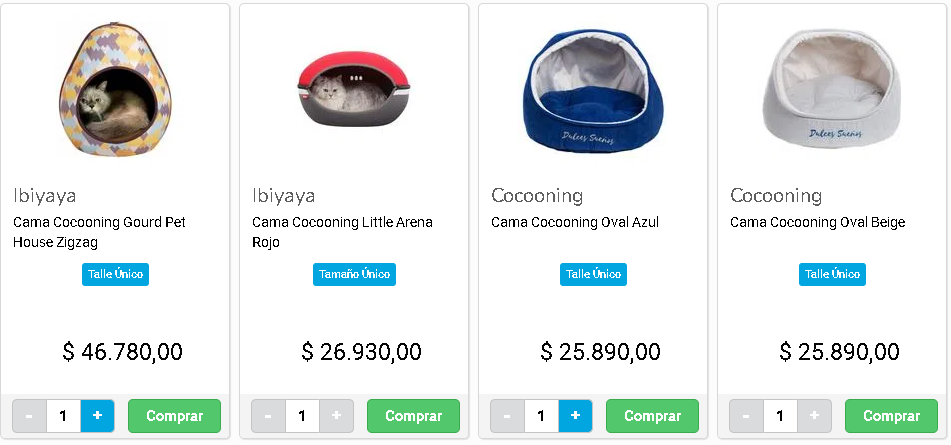 Ibiyaya
Cama Cocooning Gourd Pet
House Zigzag
Talle Único
$ 46.780,00
- 1 + Comprar
Ibiyaya
Cama Cocooning Little Arena
Rojo
Tamaño Único
$ 26.930,00
- 1 + Comprar
Dulces Sueños
Cocooning
Cama Cocooning Oval Azul
Talle Único
$ 25.890,00
- 1 + Comprar
Dulces Sueños
Cocooning
Cama Cocooning Oval Beige
Talle Único
$ 25.890,00
- 1 + Comprar